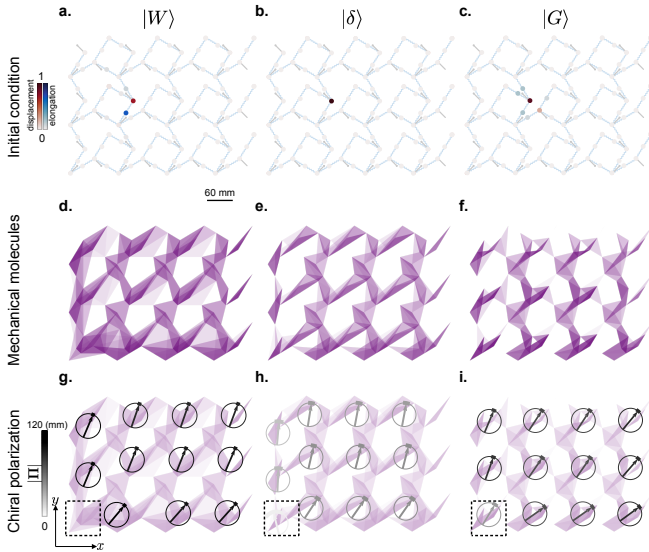 a. |W⟩ b. |δ⟩ c. |G⟩
Initial condition
displacement
elongation
1
0
60 mm
d. e. f.
Mechanical molecules
g. h. i.
Chiral polarization
120 (mm)
|Π|
0
y
x